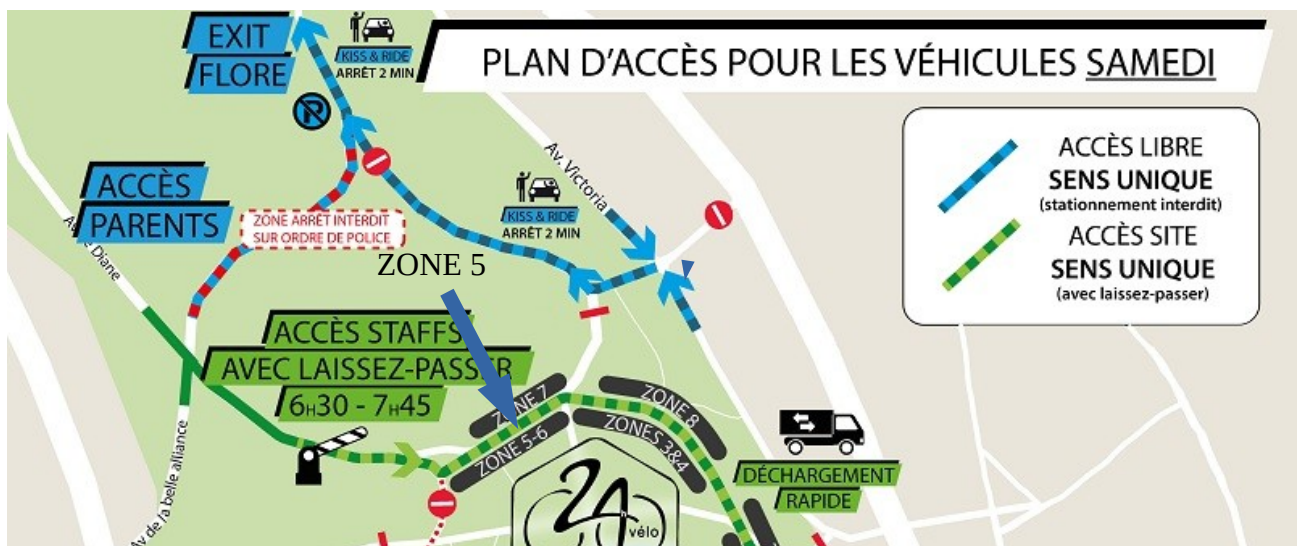 EXIT
FLORE
KISS & RIDE
ARRÊT 2 MIN
PLAN D'ACCÈS POUR LES VÉHICULES SAMEDI
ACCÈS LIBRE
SENS UNIQUE
(stationnement interdit)
ACCÈS SITE
SENS UNIQUE
(avec laissez-passer)
Av. Victoria
ACCÈS
PARENTS
KISS & RIDE
ARRÊT 2 MIN
ZONE ARRÊT INTERDIT
SUR ORDRE DE POLICE
ZONE 5
Diane
ACCÈS STAFFS
AVEC LAISSEZ-PASSER
6H30 - 7H45
ZONE 7
ZONE 8
ZONE 5-6
ZONES 3&4
Av de la belle alliance
DÉCHARGEMENT
RAPIDE
24
h
vélo